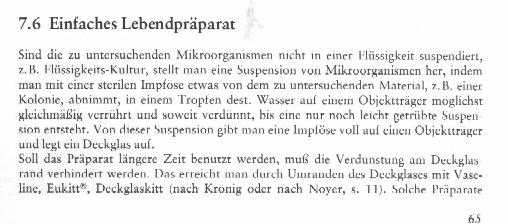 7.6 Einfaches Lebendpräparat
Sind die zu untersuchenden Mikroorganismen nicht in einer Flüssigkeit suspendiert,
z. B. Flüssigkeits-Kultur, stellt man eine Suspension von Mikroorganismen her, indem
man mit einer sterilen Impföse etwas von dem zu untersuchenden Material, z. B. einer
Kolonie, abnimmt, in einem Tropfen dest. Wasser auf einem Objektträger möglichst
gleichmäßig verrührt und soweit verdünnt, bis eine nur noch leicht getrübte Suspen-
sion entsteht. Von dieser Suspension gibt man eine Impföse voll auf einen Objektträger
und legt ein Deckglas auf.
Soll das Präparat längere Zeit benutzt werden, muß die Verdunstung am Deckglas-
rand verhindert werden. Das erreicht man durch Umranden des Deckglases mit Vase-
line, Eukitt®, Deckglaskitt (nach Krönig oder nach Noyer, s. 11). Solche Präparate
65